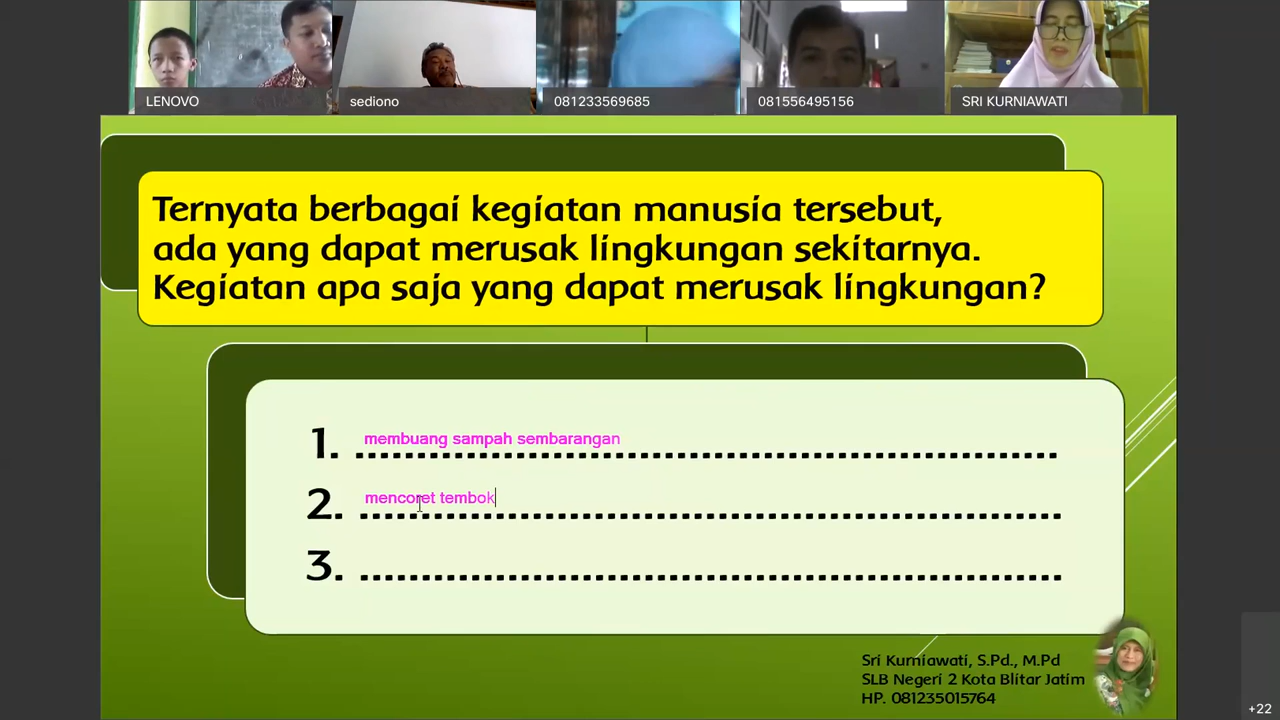 LENOVO
sediono
081233569685
081556495156
SRI KURNIAWATI
Ternyata berbagai kegiatan manusia tersebut,
ada yang dapat merusak lingkungan sekitarnya.
Kegiatan apa saja yang dapat merusak lingkungan?
1. membuang sampah sembarangan
2. mencoret tembok
3.
Sri Kurniawati, S.Pd., M.Pd
SLB Negeri 2 Kota Blitar Jatim
HP. 081235015764
+22